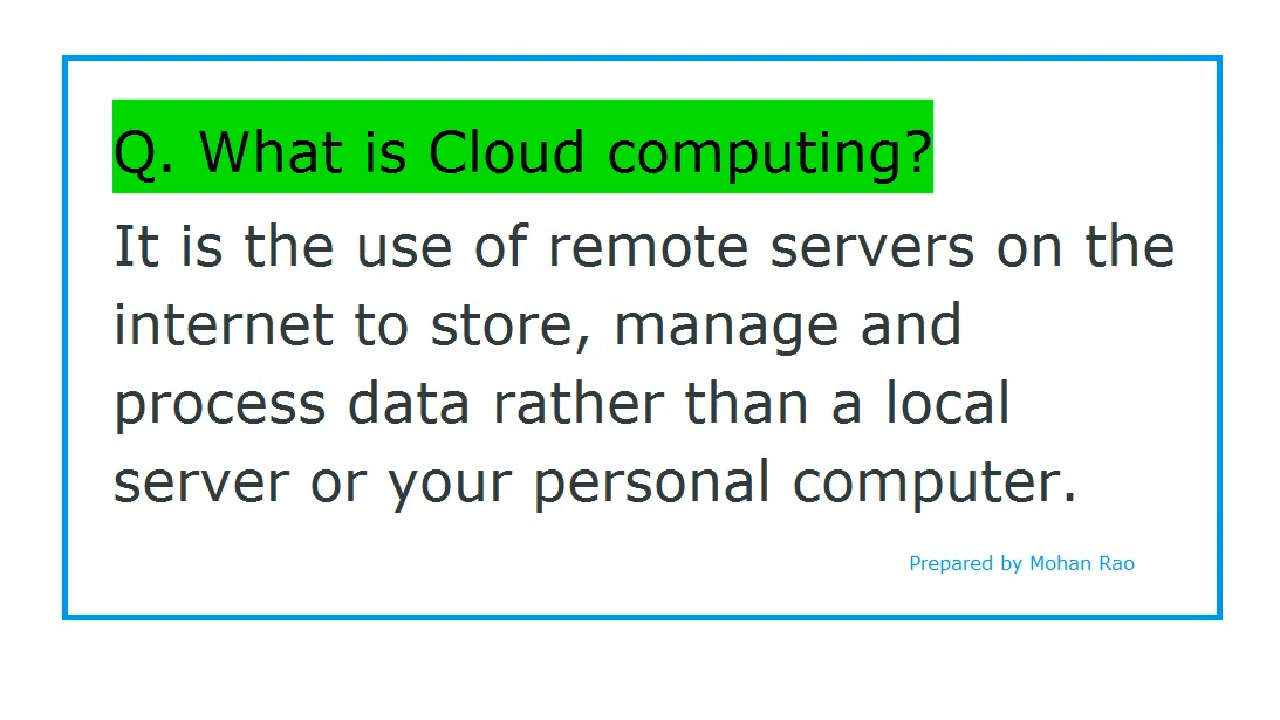 Q. What is Cloud computing?
It is the use of remote servers on the
internet to store, manage and
process data rather than a local
server or your personal computer.
Prepared by Mohan Rao